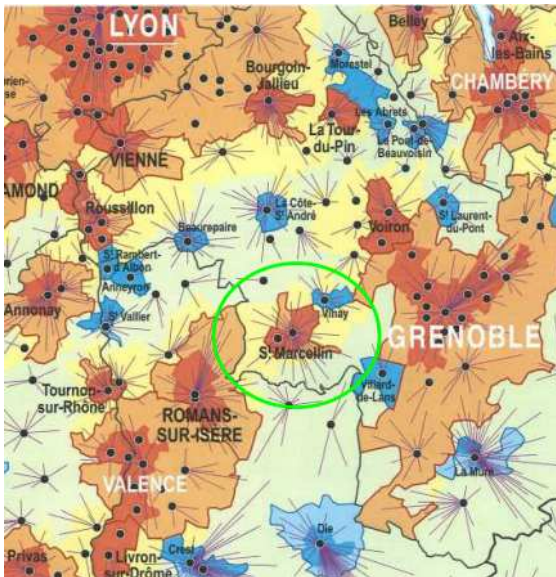 LYON
Belley
Aix-
les-Bains
Morestel
Bourgoin-
Jallieu
CHAMBÉRY
Les Abrets
La Tour-
du-Pin
Le Pont-de-
Beauvoisin
VIENNE
AMOND
Roussillon
La Côte-
St André
St Laurent-
du-Pont
Beaurepaire
Voiron
St Rambert-
d'Albon
Anneyron
Annonay
St Vallier
Vinay
GRENOBLE
St Marcellin
Villard-
de-Lans
Tournon-
sur-Rhône
ROMANS-
SUR-ISÈRE
La Mure
VALENCE
Die
Privas
Livron-
sur-Drôme
Crest